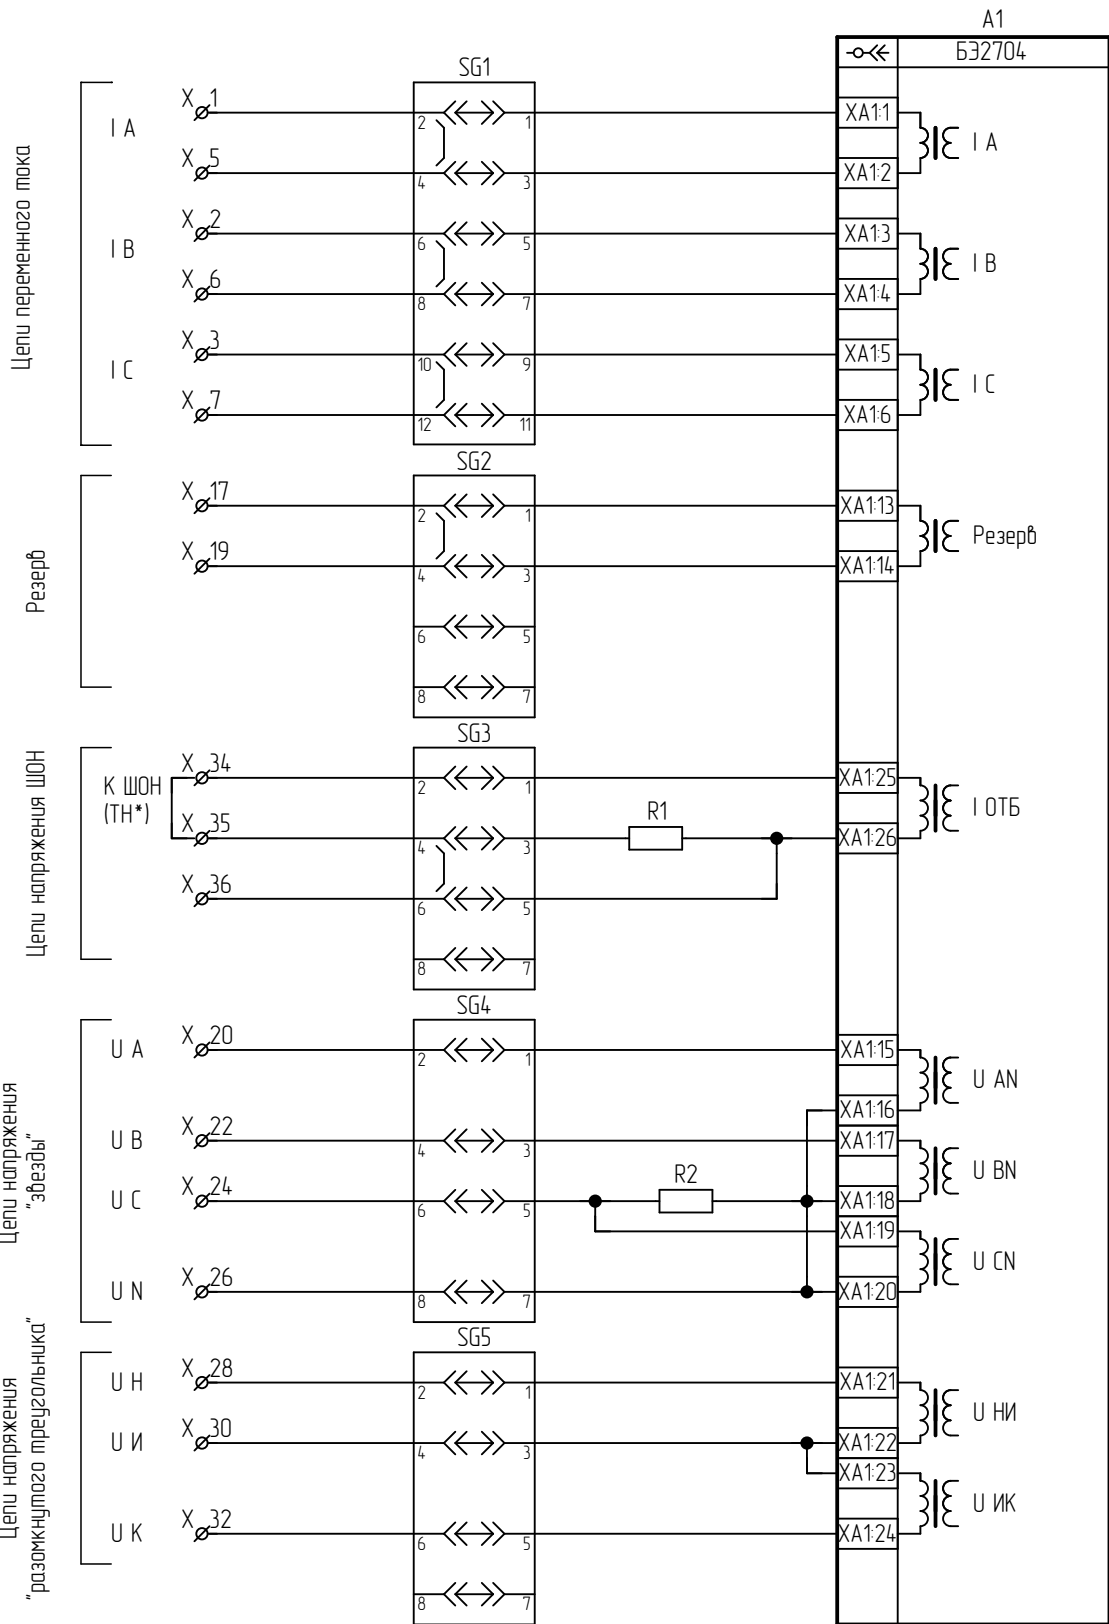 A1
БЭ2704
SG1
Цепи переменного тока
I A
X 1
2
1
XA1:1
I A
X 5
4
3
XA1:2
I B
X 2
6
5
XA1:3
I B
X 6
8
7
XA1:4
I C
X 3
10
9
XA1:5
I C
X 7
12
11
XA1:6
SG2
Резерв
X 17
2
1
XA1:13
Резерв
X 19
4
3
XA1:14
6
5
8
7
SG3
Цепи напряжения ШОН
К ШОН
(ТН*)
X 34
2
1
XA1:25
I ОТБ
X 35
4
3
R1
XA1:26
X 36
6
5
8
7
SG4
Цепи напряжения
"звезды"
U A
X 20
2
1
XA1:15
U AN
XA1:16
U B
X 22
4
3
XA1:17
U BN
U C
X 24
6
5
R2
XA1:18
XA1:19
U CN
U N
X 26
8
7
XA1:20
SG5
Цепи напряжения
"разомкнутого треугольника"
U Н
X 28
2
1
XA1:21
U НИ
U И
X 30
4
3
XA1:22
XA1:23
U ИК
U К
X 32
6
5
XA1:24
8
7